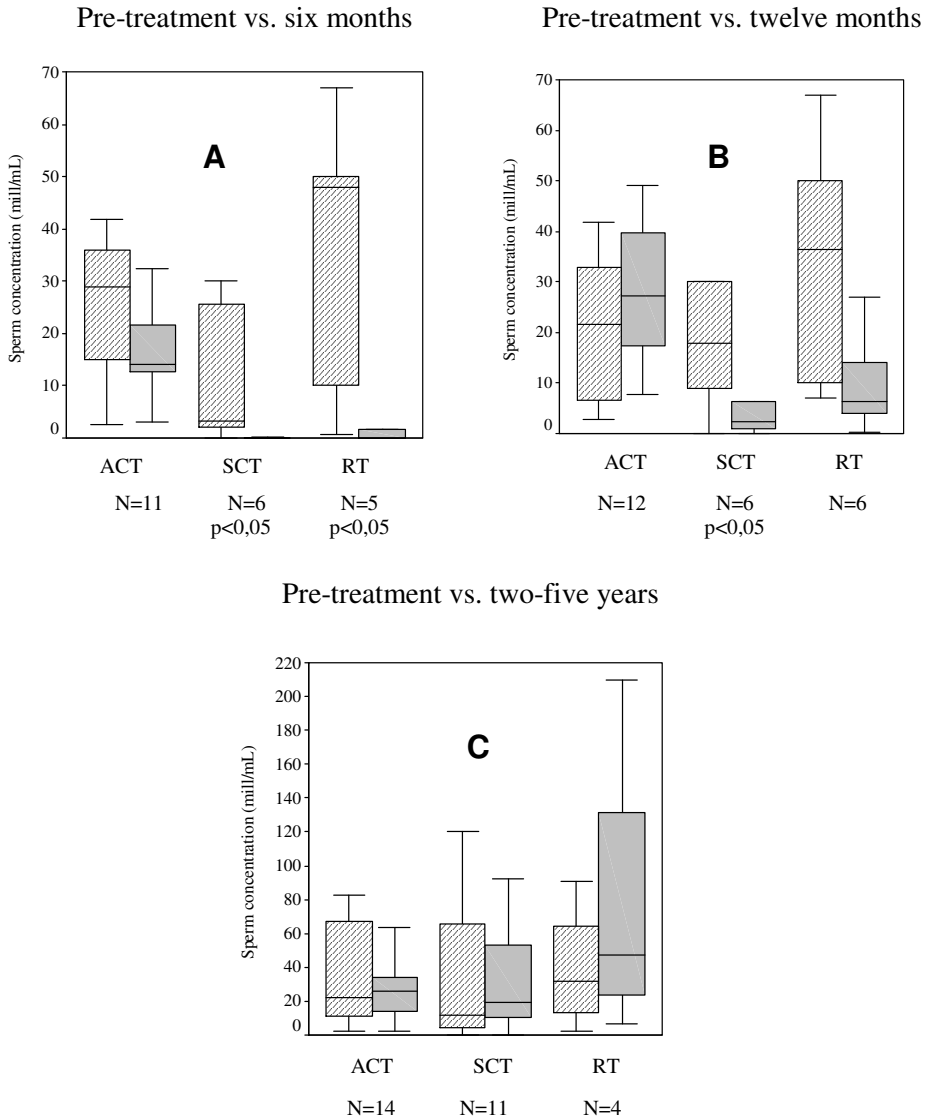 Pre-treatment vs. six months
70
60
50
40
30
20
10
0
Sperm concentration (mill/mL)
A
ACT SCT RT
N=11 N=6 N=5
p<0,05 p<0,05
Pre-treatment vs. twelve months
70
60
50
40
30
20
10
0
Sperm concentration (mill/mL)
B
ACT SCT RT
N=12 N=6 N=6
p<0,05
Pre-treatment vs. two-five years
220
200
180
160
140
120
100
80
60
40
20
0
Sperm concentration (mill/mL)
C
ACT SCT RT
N=14 N=11 N=4